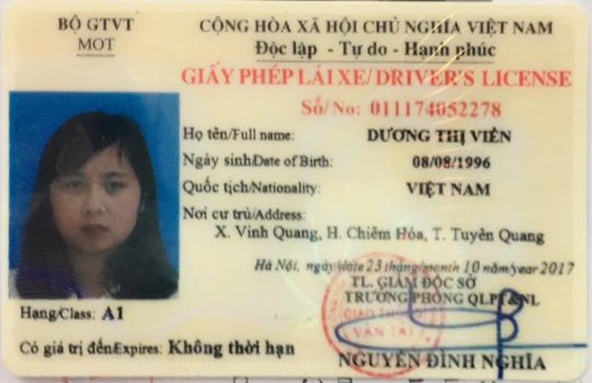 BỘ GTVT
MOT
CỘNG HÒA XÃ HỘI CHỦ NGHĨA VIỆT NAM
Độc lập - Tự do - Hạnh phúc
GIẤY PHÉP LÁI XE/ DRIVER'S LICENSE
Số/No: 011174052278
Họ tên/Full name: DƯƠNG THỊ VIÊN
Ngày sinh/Date of Birth: 08/08/1996
Quốc tịch/Nationality: VIỆT NAM
Nơi cư trú/Address:
X. Vinh Quang, H. Chiêm Hóa, T. Tuyên Quang
Hà Nội, ngày/date 23 tháng/month 10 năm/year 2017
TL. GIÁM ĐỐC SỞ
TRƯỞNG PHÒNG QLPT&NL
GIAO THÔNG
VẬN TẢI
Hạng/Class: A1
Có giá trị đến/Expires: Không thời hạn
NGUYỄN ĐÌNH NGHĨA